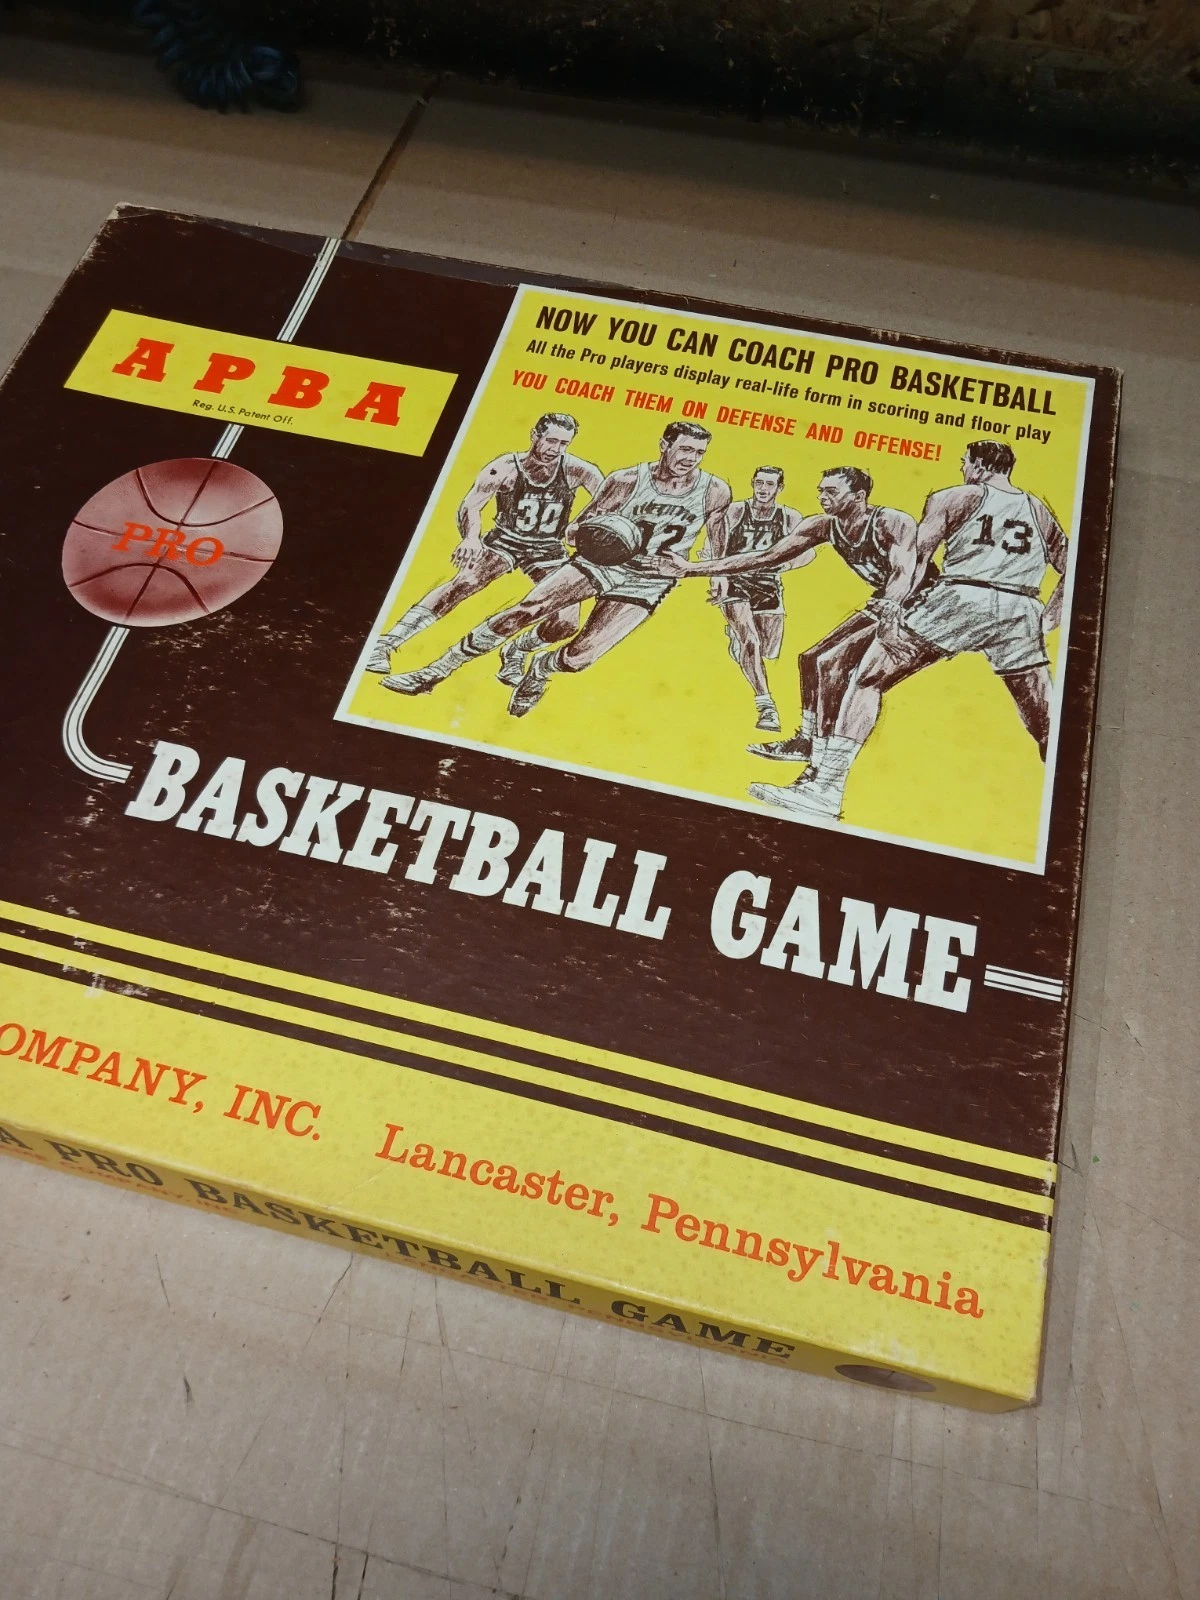 NOW YOU CAN COACH PRO BASKETBALL
All the Pro players display real-life form in scoring and floor play
YOU COACH THEM ON DEFENSE AND OFFENSE!
APBA
Reg. U.S. Patent Off.
PRO
30
12
14
13
BASKETBALL GAME
OMPANY, INC. Lancaster, Pennsylvania
A PRO BASKETBALL GAME